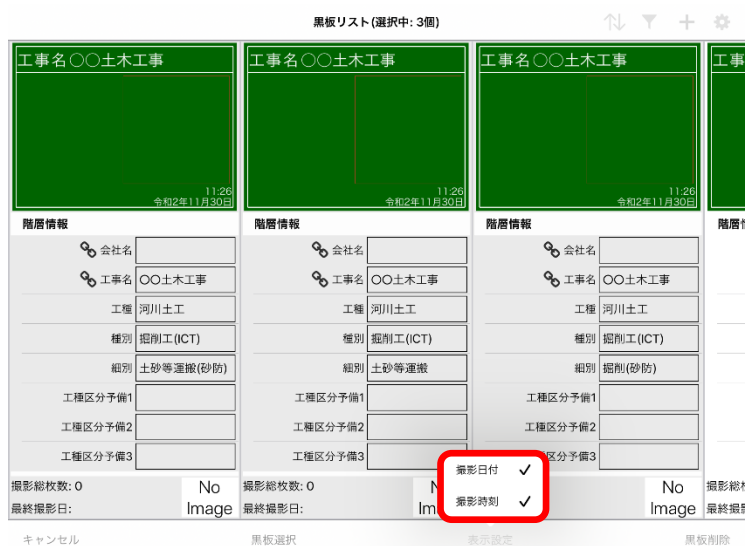 黒板リスト(選択中: 3個)
工事名○○土木工事
11:26
令和2年11月30日
階層情報
会社名
工事名 〇〇土木工事
工種 河川土工
種別 掘削工(ICT)
細別 土砂等運搬(砂防)
工種区分予備1
工種区分予備2
工種区分予備3
撮影総枚数: 0
最終撮影日:
No
Image
工事名○○土木工事
11:26
令和2年11月30日
階層情報
会社名
工事名 〇〇土木工事
工種 河川土工
種別 掘削工(ICT)
細別 土砂等運搬
工種区分予備1
工種区分予備2
工種区分予備3
撮影総枚数: 0
最終撮影日:
撮影日付 ✓
撮影時刻 ✓
工事名○○土木工事
11:26
令和2年11月30日
階層情報
会社名
工事名 〇〇土木工事
工種 河川土工
種別 掘削工(ICT)
細別 掘削(砂防)
工種区分予備1
工種区分予備2
区分予備3
No
Image
工事
階層
撮影総
最終撮
キャンセル
黒板選択
表示設定
黒板削除